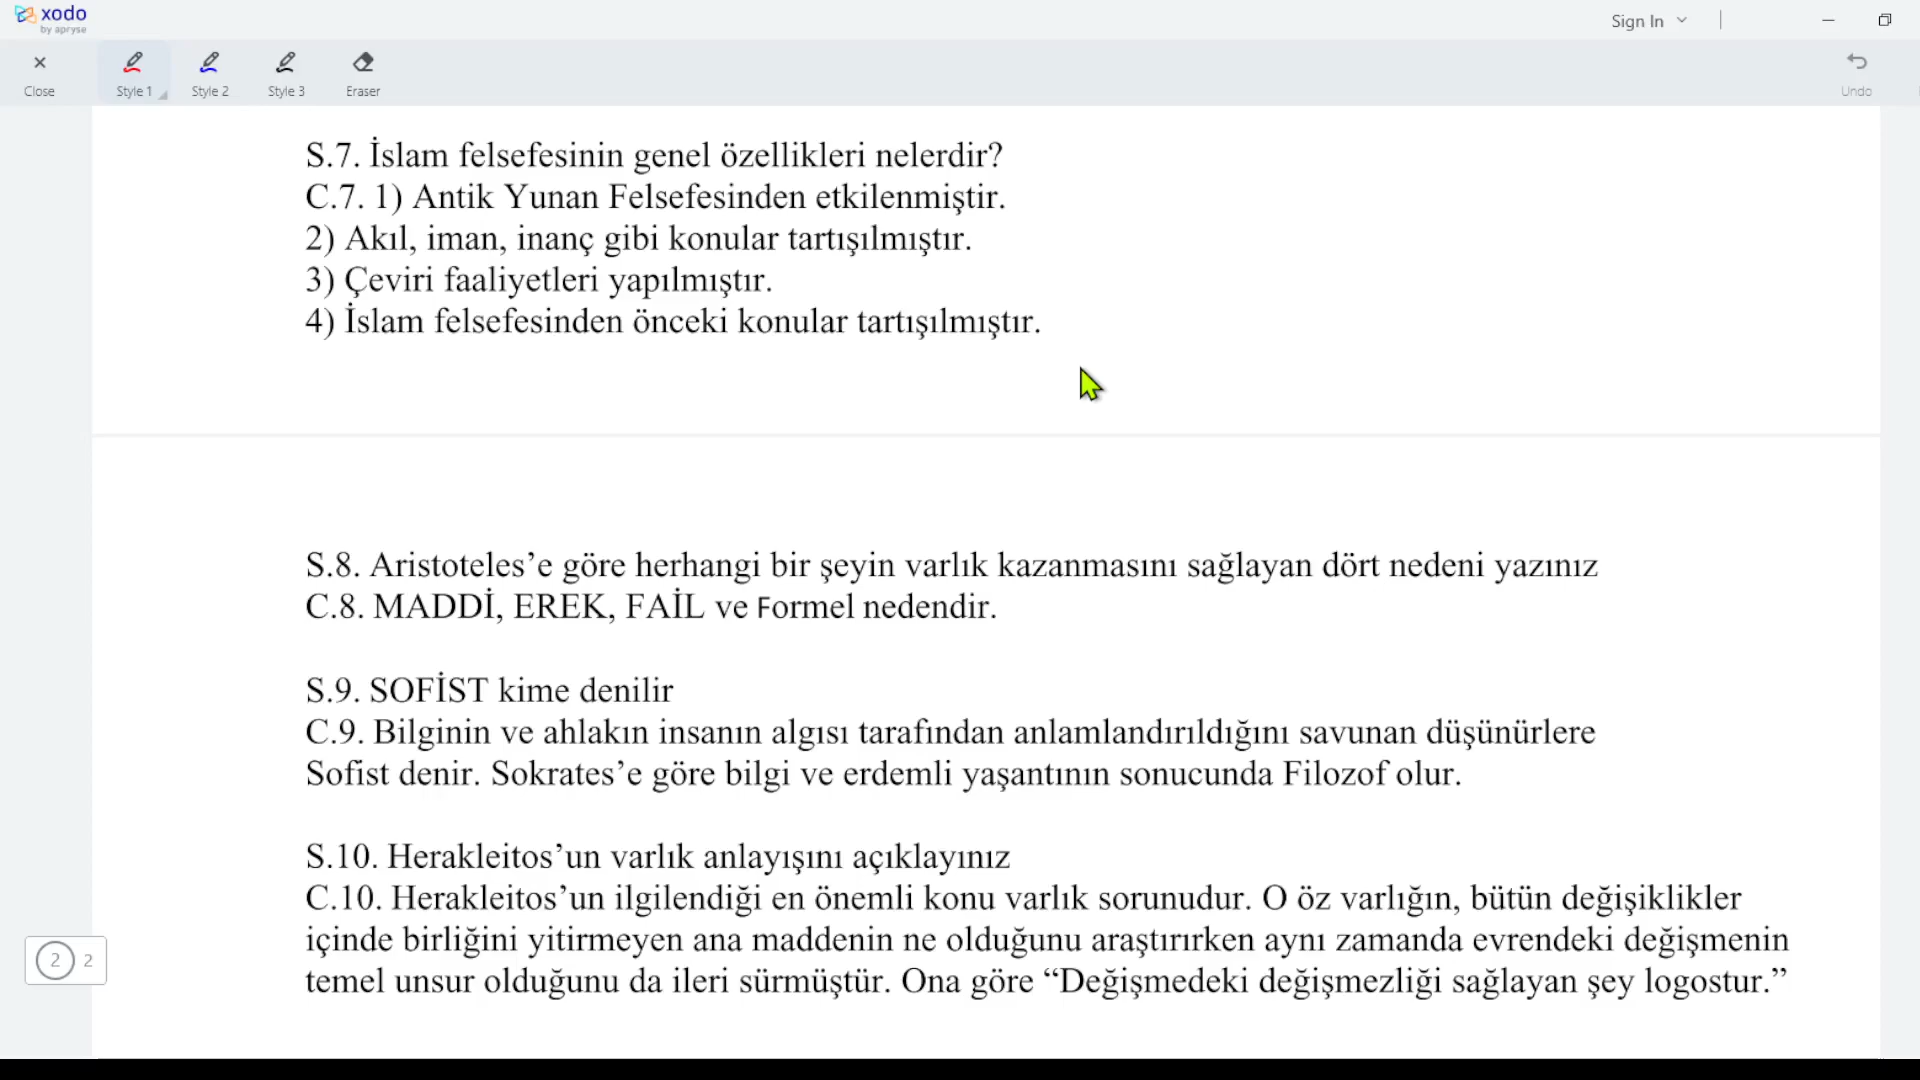 xodo
by apryse
Sign In
Close
Style 1
Style 2
Style 3
Eraser
Undo
S.7. İslam felsefesinin genel özellikleri nelerdir?
C.7. 1) Antik Yunan Felsefesinden etkilenmiştir.
2) Akıl, iman, inanç gibi konular tartışılmıştır.
3) Çeviri faaliyetleri yapılmıştır.
4) İslam felsefesinden önceki konular tartışılmıştır.
S.8. Aristoteles’e göre herhangi bir şeyin varlık kazanmasını sağlayan dört nedeni yazınız
C.8. MADDİ, EREK, FAİL ve Formel nedendir.
S.9. SOFİST kime denilir
C.9. Bilginin ve ahlakın insanın algısı tarafından anlamlandırıldığını savunan düşünürlere
Sofist denir. Sokrates’e göre bilgi ve erdemli yaşantının sonucunda Filozof olur.
S.10. Herakleitos’un varlık anlayışını açıklayınız
C.10. Herakleitos’un ilgilendiği en önemli konu varlık sorunudur. O öz varlığın, bütün değişiklikler
içinde birliğini yitirmeyen ana maddenin ne olduğunu araştırırken aynı zamanda evrendeki değişmenin
temel unsur olduğunu da ileri sürmüştür. Ona göre “Değişmedeki değişmezliği sağlayan şey logostur.”
2 2